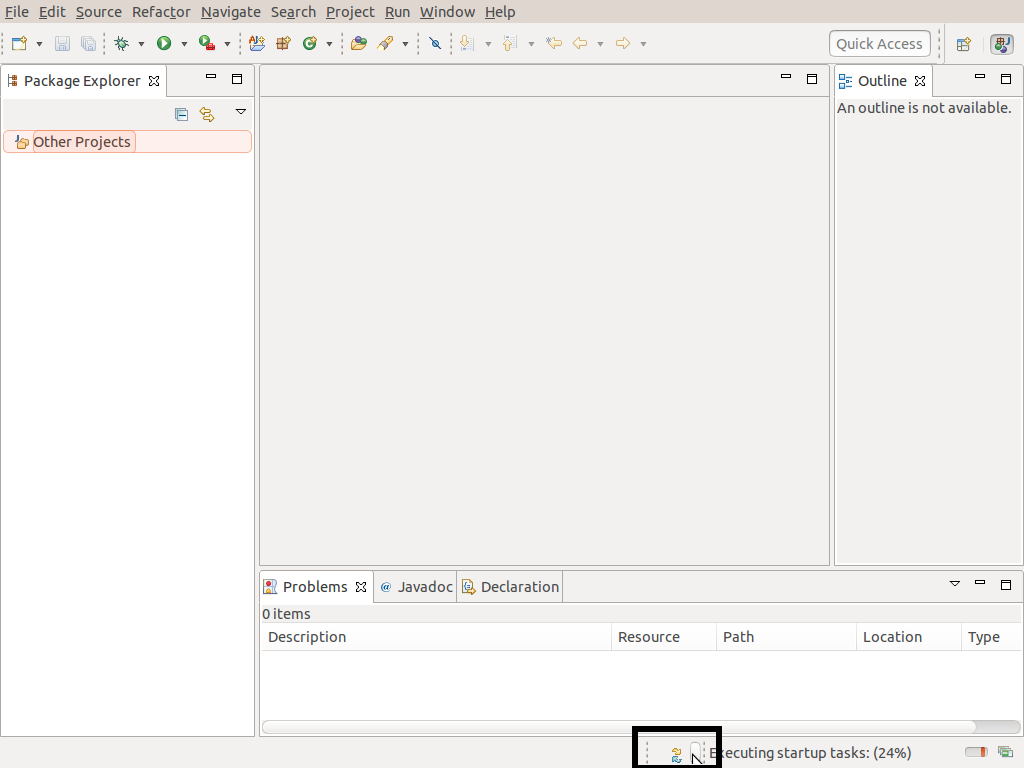 File Edit Source Refactor Navigate Search Project Run Window Help
Quick Access
Package Explorer
Outline
An outline is not available.
Other Projects
Problems @ Javadoc Declaration
0 items
Description Resource Path Location Type
Executing startup tasks: (24%)